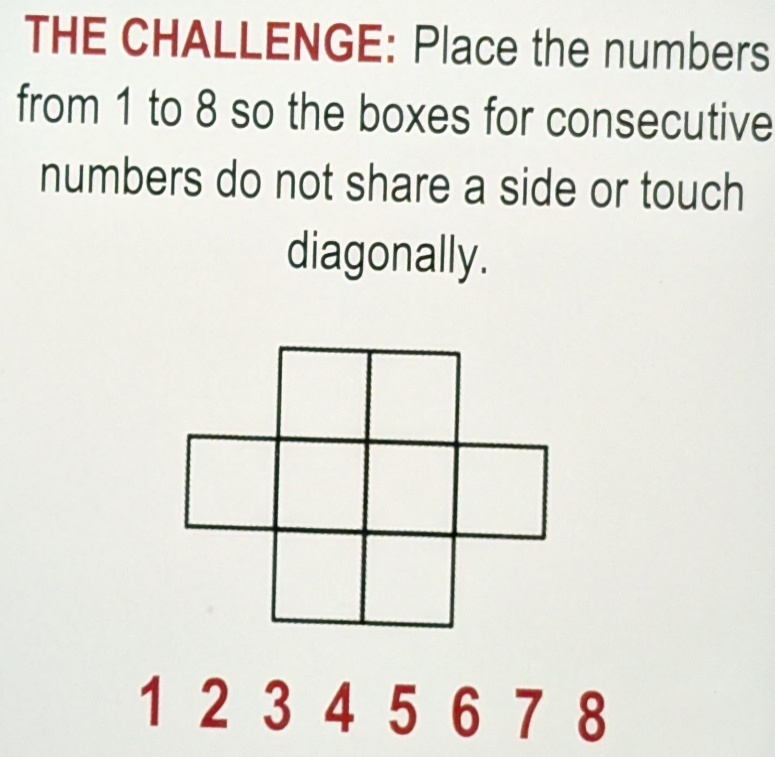 THE CHALLENGE: Place the numbers
from 1 to 8 so the boxes for consecutive
numbers do not share a side or touch
diagonally.
1 2 3 4 5 6 7 8